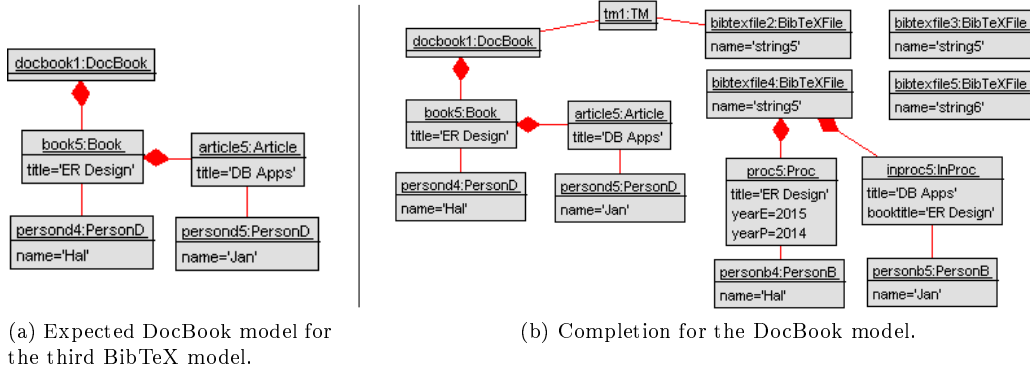 docbook1:DocBook
book5:Book
title='ER Design'
article5:Article
title='DB Apps'
persond4:PersonD
name='Hal'
persond5:PersonD
name='Jan'
(a) Expected DocBook model for
the third BibTeX model.
tm1:TM
docbook1:DocBook
bibtexfile2:BibTeXFile
name='string5'
bibtexfile3:BibTeXFile
name='string5'
bibtexfile4:BibTeXFile
name='string5'
bibtexfile5:BibTeXFile
name='string6'
book5:Book
title='ER Design'
article5:Article
title='DB Apps'
persond4:PersonD
name='Hal'
persond5:PersonD
name='Jan'
proc5:Proc
title='ER Design'
yearE=2015
yearP=2014
inproc5:InProc
title='DB Apps'
booktitle='ER Design'
personb4:PersonB
name='Hal'
personb5:PersonB
name='Jan'
(b) Completion for the DocBook model.